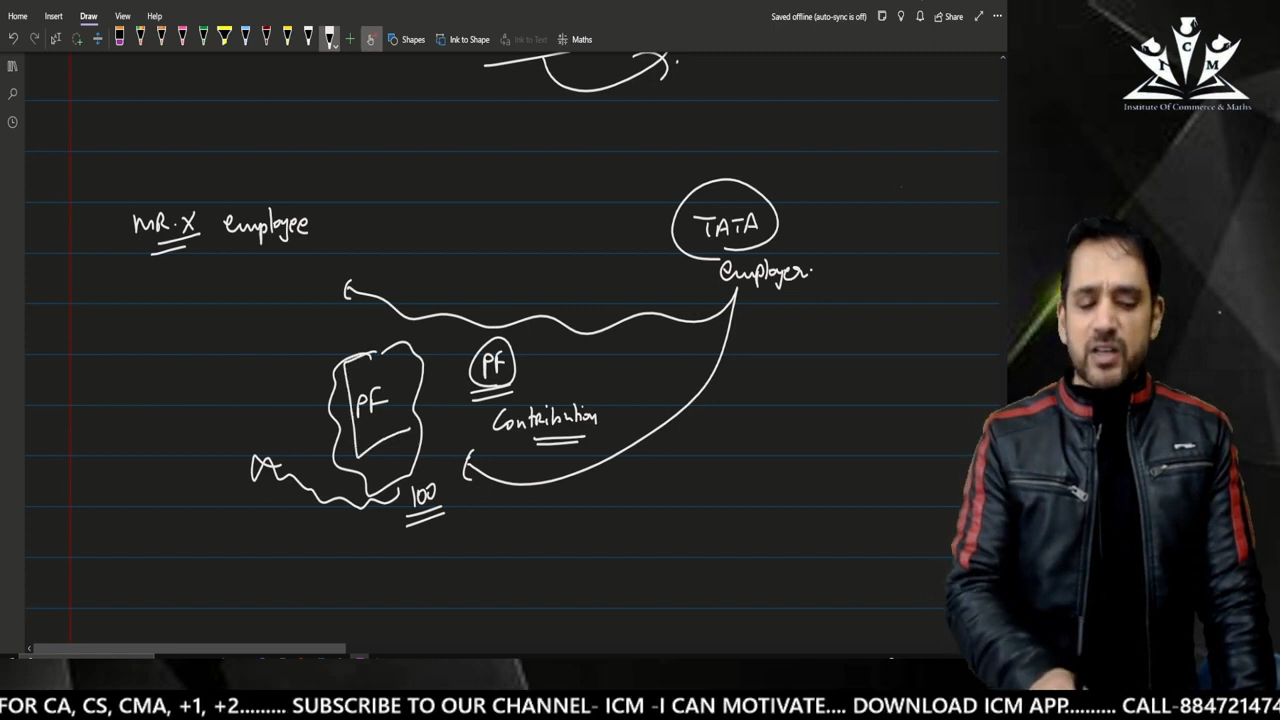 Home Insert Draw View Help
Saved offline (auto-sync is off) Share
Shapes Ink to Shape Ink to Text Maths
I C M
Institute Of Commerce & Maths
MR. X employee
TATA
employer.
PF
PF
Contribution
100
FOR CA, CS, CMA, +1, +2......... SUBSCRIBE TO OUR CHANNEL- ICM -I CAN MOTIVATE.... DOWNLOAD ICM APP.......... CALL-884721474